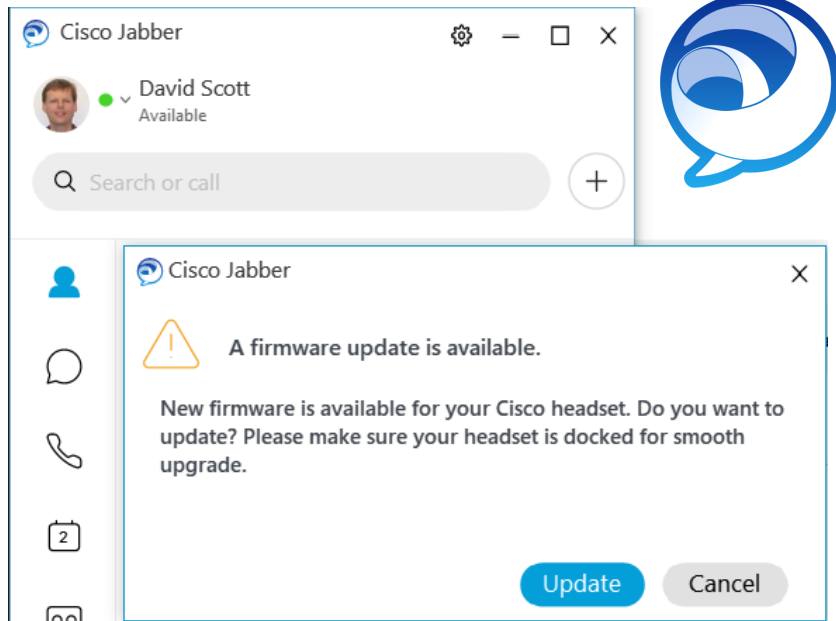 Cisco Jabber
David Scott
Available
Search or call
Cisco Jabber
A firmware update is available.
New firmware is available for your Cisco headset. Do you want to
update? Please make sure your headset is docked for smooth
upgrade.
2
Update Cancel